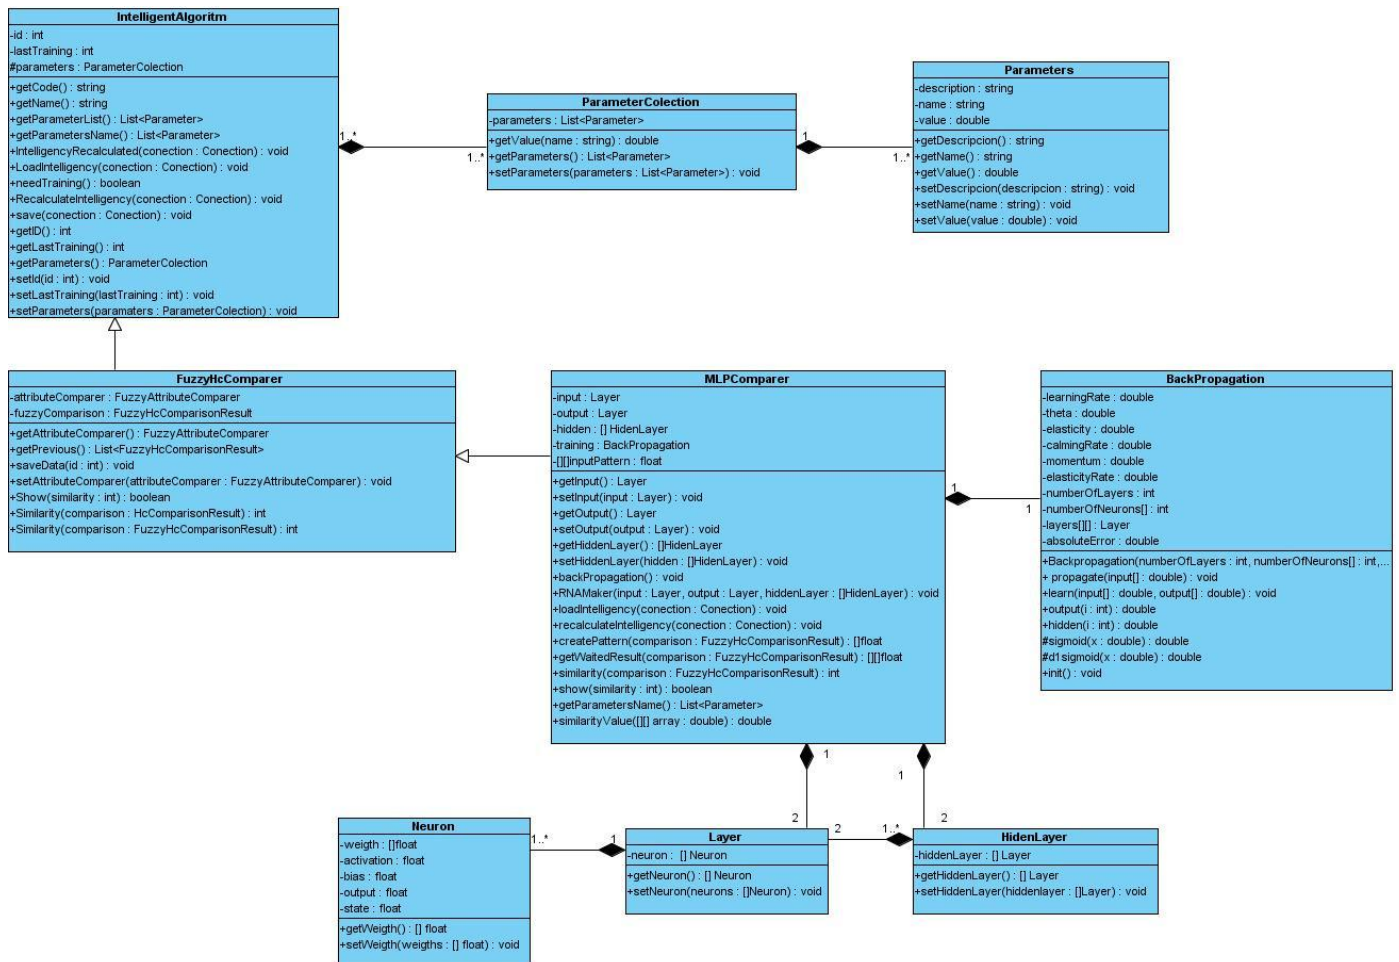 IntelligentAlgoritm
-id : int
-lastTraining : int
#parameters : ParameterColection
+getCode() : string
+getName() : string
+getParameterList() : List<Parameter>
+getParametersName() : List<Parameter>
+IntelligencyRecalculated(conection : Conection) : void
+LoadIntelligency(conection : Conection) : void
+needTraining() : boolean
+RecalculateIntelligency(conection : Conection) : void
+save(conection : Conection) : void
+getID() : int
+getLastTraining() : int
+getParameters() : ParameterColection
+setId(id : int) : void
+setLastTraining(lastTraining : int) : void
+setParameters(paramaters : ParameterColection) : void
1..*
1..*
ParameterColection
-parameters : List<Parameter>
+getValue(name : string) : double
+getParameters() : List<Parameter>
+setParameters(parameters : List<Parameter>) : void
1
1..*
Parameters
-description : string
-name : string
-value : double
+getDescripcion() : string
+getName() : string
+getValue() : double
+setDescripcion(descripcion : string) : void
+setName(name : string) : void
+setValue(value : double) : void
FuzzyHcComparer
-attributeComparer : FuzzyAttributeComparer
-fuzzyComparison : FuzzyHcComparisonResult
+getAttributeComparer() : FuzzyAttributeComparer
+getPrevious() : List<FuzzyHcComparisonResult>
+saveData(id : int) : void
+setAttributeComparer(attributeComparer : FuzzyAttributeComparer) : void
+Show(similarity : int) : boolean
+Similarity(comparison : HcComparisonResult) : int
+Similarity(comparison : FuzzyHcComparisonResult) : int
MLPComparer
-input : Layer
-output : Layer
-hidden : [] HidenLayer
-training : BackPropagation
-[][]inputPattern : float
+getInput() : Layer
+setInput(input : Layer) : void
+getOutput() : Layer
+setOutput(output : Layer) : void
+getHiddenLayer() : []HidenLayer
+setHiddenLayer(hidden : []HidenLayer) : void
+backPropagation() : void
+RNAMaker(input : Layer, output : Layer, hiddenLayer : []HidenLayer) : void
+loadIntelligency(conection : Conection) : void
+recalculateIntelligency(conection : Conection) : void
+createPattern(comparison : FuzzyHcComparisonResult) : []float
+getWaitedResult(comparison : FuzzyHcComparisonResult) : [][]float
+similarity(comparison : FuzzyHcComparisonResult) : int
+show(similarity : int) : boolean
+getParametersName() : List<Parameter>
+similarityValue([][] array : double) : double
1
1
BackPropagation
-learningRate : double
-theta : double
-elasticity : double
-calmingRate : double
-momentum : double
-elasticityRate : double
-numberOfLayers : int
-numberOfNeurons[] : int
-layers[][] : Layer
-absoluteError : double
+Backpropagation(numberOfLayers : int, numberOfNeurons[] : int,...
+ propagate(input[] : double) : void
+learn(input[] : double, output[] : double) : void
+output(i : int) : double
+hidden(i : int) : double
#sigmoid(x : double) : double
#d1sigmoid(x : double) : double
+init() : void
1
1
2
2
Neuron
-weigth : []float
-activation : float
-bias : float
-output : float
-state : float
+getWeigth() : [] float
+setWeigth(weigths : [] float) : void
1..*
1
Layer
-neuron : [] Neuron
+getNeuron() : [] Neuron
+setNeuron(neurons : []Neuron) : void
2
1..*
HidenLayer
-hiddenLayer : [] Layer
+getHiddenLayer() : [] Layer
+setHiddenLayer(hiddenlayer : []Layer) : void